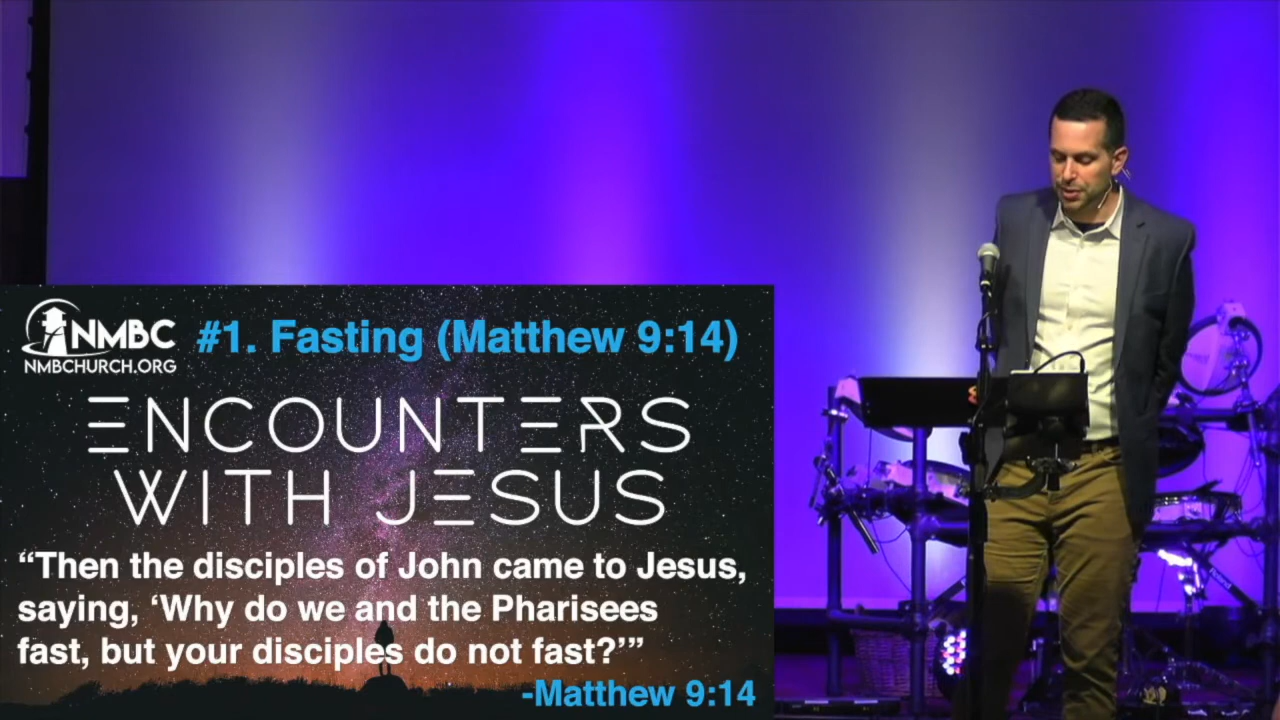 NMBC
NMBCHURCH.ORG
#1. Fasting (Matthew 9:14)
ENCOUNTERS
WITH JESUS
“Then the disciples of John came to Jesus,
saying, ‘Why do we and the Pharisees
fast, but your disciples do not fast?’”
-Matthew 9:14